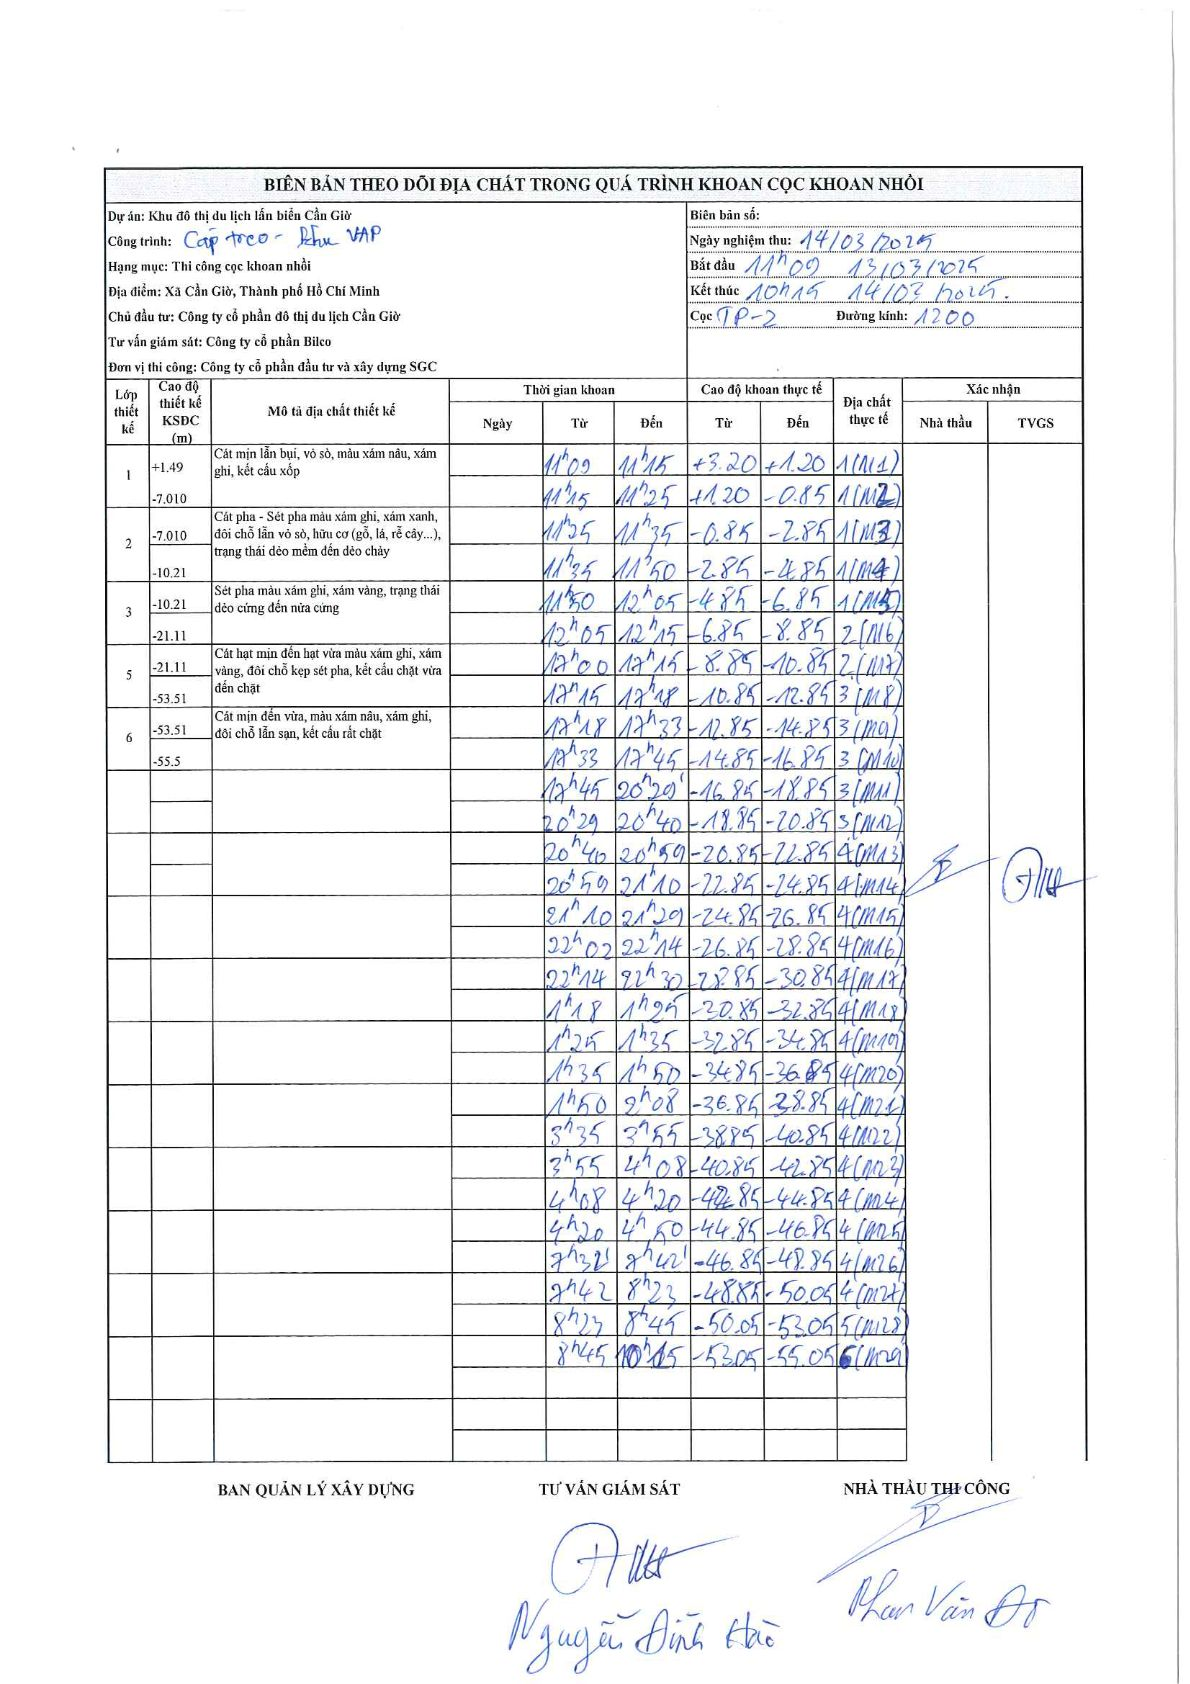 BIÊN BẢN THEO DÕI ĐỊA CHẤT TRONG QUÁ TRÌNH KHOAN CỌC KHOAN NHỒI
Dự án: Khu đô thị du lịch lấn biển Cần Giờ
Biên bản số:
Công trình: Cáp treo - khu VAP
Ngày nghiệm thu: 14/03/2025
Hạng mục: Thi công cọc khoan nhồi
Bắt đầu 11h09 13/03/2025
Địa điểm: Xã Cần Giờ, Thành phố Hồ Chí Minh
Kết thúc 10h15 14/03/2025.
Chủ đầu tư: Công ty cổ phần đô thị du lịch Cần Giờ
Cọc TP-2 Đường kính: 1200
Tư vấn giám sát: Công ty cổ phần Bilco
Đơn vị thi công: Công ty cổ phần đầu tư và xây dựng SGC
Lớp thiết kế
Cao độ thiết kế KSĐC (m)
Mô tả địa chất thiết kế
Thời gian khoan
Ngày Từ Đến
Cao độ khoan thực tế
Từ Đến
Địa chất thực tế
Xác nhận
Nhà thầu TVGS
1 +1.49 -7.010
Cát mịn lẫn bụi, vỏ sò, màu xám nâu, xám
ghi, kết cấu xốp
2 -7.010 -10.21
Cát pha - Sét pha màu xám ghi, xám xanh,
đôi chỗ lẫn vỏ sò, hữu cơ (gỗ, lá, rễ cây...),
trạng thái dẻo mềm đến dẻo chảy
3 -10.21 -21.11
Sét pha màu xám ghi, xám vàng, trạng thái
dẻo cứng đến nửa cứng
5 -21.11 -53.51
Cát hạt mịn đến hạt vừa màu xám ghi, xám
vàng, đôi chỗ kẹp sét pha, kết cấu chặt vừa
đến chặt
6 -53.51 -55.5
Cát mịn đến vừa, màu xám nâu, xám ghi,
đôi chỗ lẫn sạn, kết cấu rất chặt
11h09 11h15 +3.20 +1.20 1(M1)
11h15 11h25 +1.20 -0.85 1(M2)
11h25 11h35 -0.85 -2.85 1(M3)
11h35 11h50 -2.85 -4.85 1(M4)
11h50 12h05 -4.85 -6.85 1(M5)
12h05 12h15 -6.85 -8.85 2(M6)
17h00 17h15 -8.85 -10.85 2(M7)
17h15 17h18 -10.85 -12.85 3(M8)
17h18 17h33 -12.85 -14.85 3(M9)
17h33 17h45 -14.85 -16.85 3(M10)
17h45 20h29' -16.85 -18.85 3(M11)
20h29 20h40 -18.85 -20.85 3(M12)
20h40 20h59 -20.85 -22.85 4(M13)
20h59 21h10 -22.85 -24.85 4(M14)
21h10 21h29 -24.85 -26.85 4(M15)
22h02 22h14 -26.85 -28.85 4(M16)
22h14 22h30 -28.85 -30.85 4(M17)
1h18 1h25 -30.85 -32.85 4(M18)
1h25 1h35 -32.85 -34.85 4(M19)
1h35 1h50 -34.85 -36.85 4(M20)
1h50 2h08 -36.85 -38.85 4(M21)
3h35 3h55 -38.85 -40.85 4(M22)
3h55 4h08 -40.85 -42.85 4(M23)
4h08 4h20 -42.85 -44.85 4(M24)
4h20 4h50 -44.85 -46.85 4(M25)
7h32' 7h42' -46.85 -48.85 4(M26)
7h42 8h23 -48.85 -50.05 4(M27)
8h23 8h45 -50.05 -53.05 5(M28)
8h45 10h15 -53.05 -55.05 6(M29)
BAN QUẢN LÝ XÂY DỰNG TƯ VẤN GIÁM SÁT NHÀ THẦU THI CÔNG
Nguyễn Đình Hào
Phan Văn